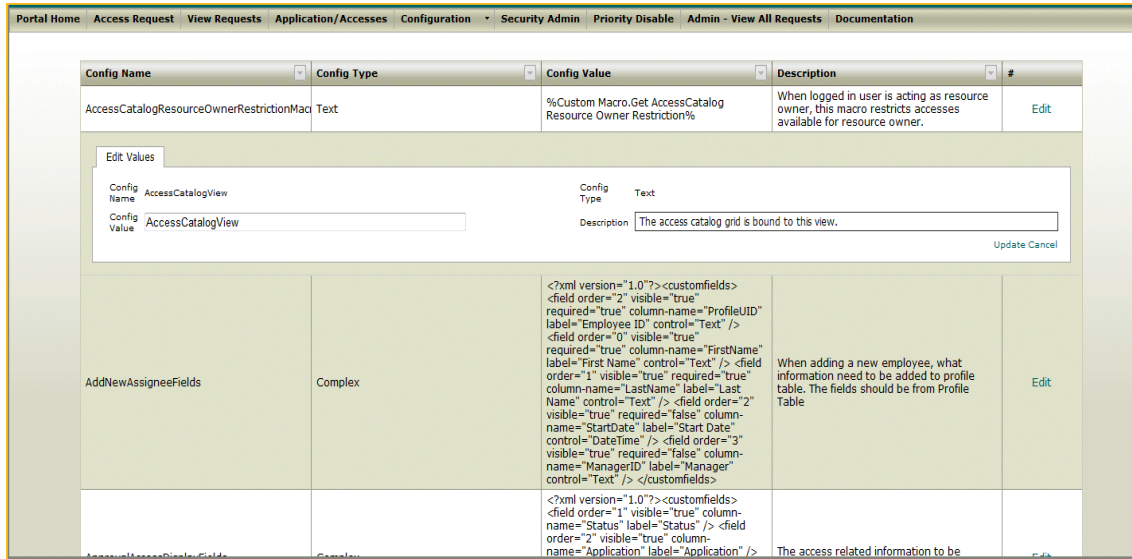 Portal Home Access Request View Requests Application/Accesses Configuration Security Admin Priority Disable Admin - View All Requests Documentation
Config Name Config Type Config Value Description #
AccessCatalogResourceOwnerRestrictionMac Text %Custom Macro.Get AccessCatalog
Resource Owner Restriction%
When logged in user is acting as resource
owner, this macro restricts accesses
available for resource owner.
Edit
Edit Values
Config
Name
AccessCatalogView
Config
Type
Text
Config
Value
AccessCatalogView
Description The access catalog grid is bound to this view.
Update Cancel
AddNewAssigneeFields
Complex
<?xml version="1.0"?><customfields>
<field order="2" visible="true"
required="true" column-name="ProfileUID"
label="Employee ID" control="Text" />
<field order="0" visible="true"
required="true" column-name="FirstName"
label="First Name" control="Text" /> <field
order="1" visible="true" required="true"
column-name="LastName" label="Last
Name" control="Text" /> <field order="2"
visible="true" required="false" column-
name="StartDate" label="Start Date"
control="DateTime" /> <field order="3"
visible="true" required="false" column-
name="ManagerID" label="Manager"
control="Text" /> </customfields>
When adding a new employee, what
information need to be added to profile
table. The fields should be from Profile
Table
Edit
<?xml version="1.0"?><customfields>
<field order="1" visible="true" column-
name="Status" label="Status" /> <field
order="2" visible="true" column-
name="Application" label="Application" />
The access related information to be